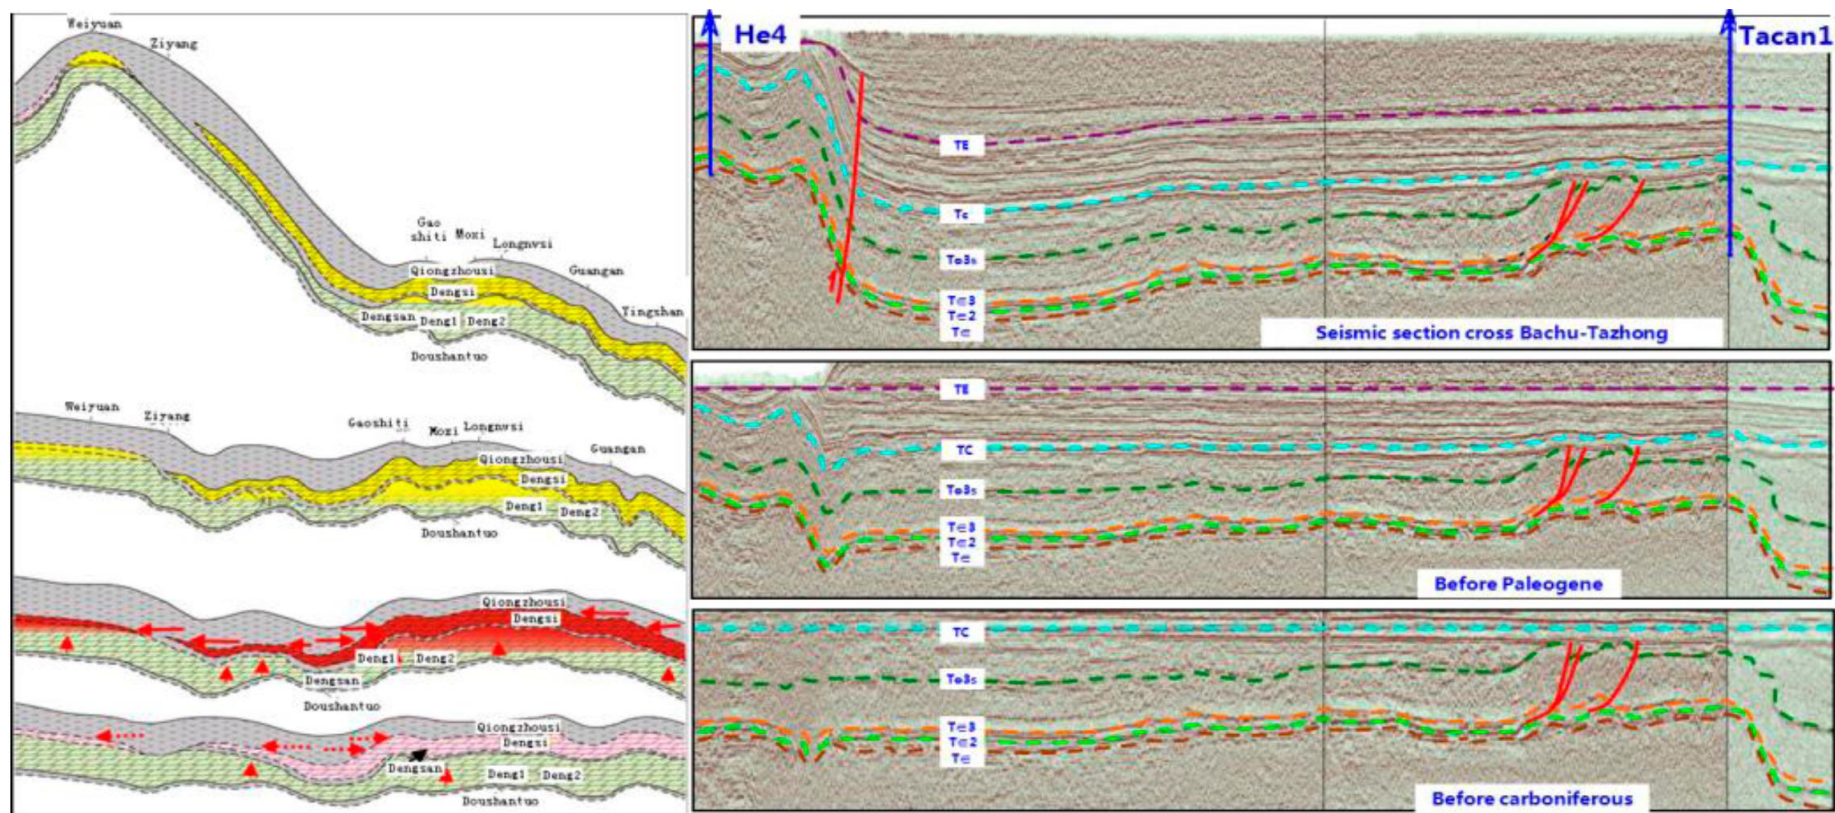 Weiyuan
Ziyang
Gao
shiti
Moxi
Longnvsi
Qiongzhousi
Guangan
Dengsi
Yingshan
Dengsan
Deng1
Deng2
Doushantuo
Weiyuan
Ziyang
Gaoshiti
Moxi
Longnvsi
Qiongzhousi
Guangan
Dengsi
Deng1
Deng2
Doushantuo
Qiongzhousi
Dengsi
Deng1
Deng2
Dengsan
Doushantuo
Qiongzhousi
Dengsi
Dengsan
Deng1
Deng2
Doushantuo
He4
Tacan1
TE
Tc
To3s
T∈3
T∈2
T∈
Seismic section cross Bachu-Tazhong
TE
TC
To3s
T∈3
T∈2
T∈
Before Paleogene
TC
To3s
T∈3
T∈2
T∈
Before carboniferous